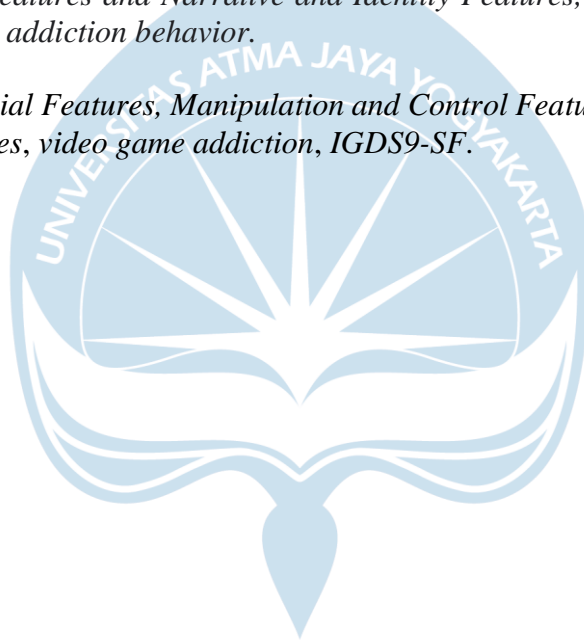 eatures and Narrative and Identity Features,
addiction behavior.
UNIVERSITAS ATMA JAYA YOGYAKARTA
ial Features, Manipulation and Control Featu
es, video game addiction, IGDS9-SF.